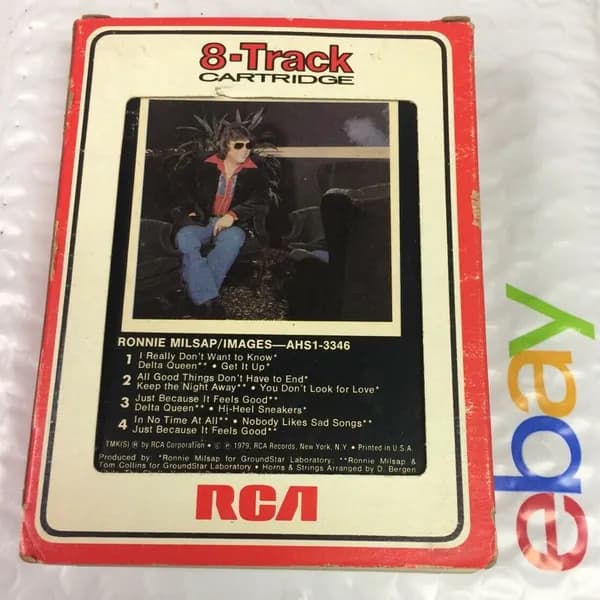 8-Track
CARTRIDGE
RONNIE MILSAP/IMAGES—AHS1-3346
1 I Really Don't Want to Know*
Delta Queen** • Get It Up*
2 All Good Things Don't Have to End*
Keep the Night Away** • You Don't Look for Love*
3 Just Because It Feels Good**
Delta Queen** • Hi-Heel Sneakers*
4 In No Time At All** • Nobody Likes Sad Songs**
Just Because It Feels Good**
TMK(S) ® by RCA Corporation • © ℗ 1979, RCA Records, New York, N.Y. • Printed in U.S.A.
Produced by: *Ronnie Milsap for GroundStar Laboratory; **Ronnie Milsap &
Tom Collins for GroundStar Laboratory • Horns & Strings Arranged by D. Bergen
RCA
ebay